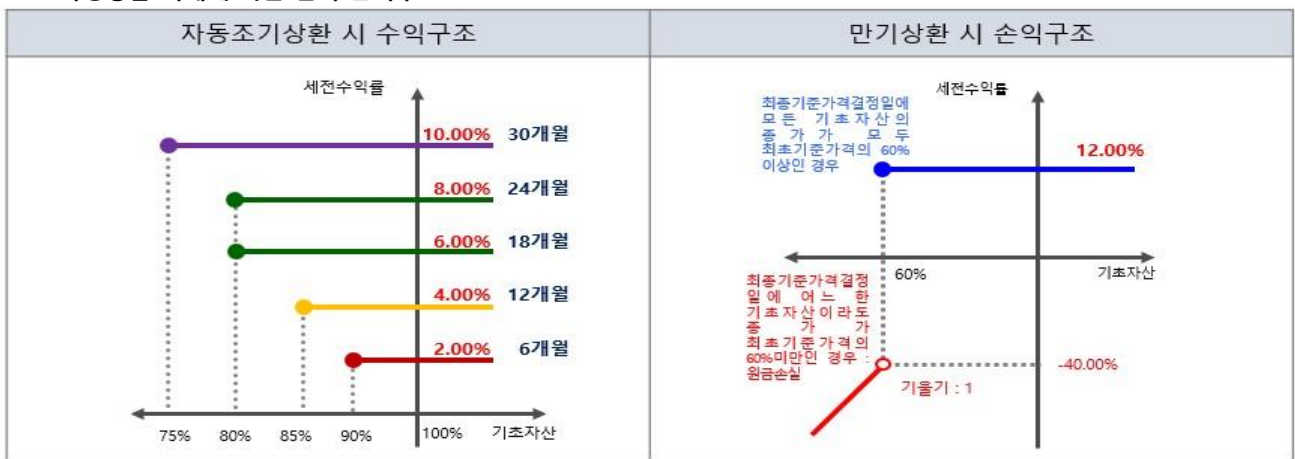 자동조기상환 시 수익구조
만기상환 시 손익구조
세전수익률
10.00% 30개월
8.00% 24개월
6.00% 18개월
4.00% 12개월
2.00% 6개월
75% 80% 85% 90% 100% 기초자산
세전수익률
최종기준가격결정일에
모든 기초자산의
종가가 모두
최초기준가격의 60%
이상인 경우
12.00%
60%
기초자산
최종기준가격결정
일에 어느 한
기초자산이라도
종가가
최초기준가격의
60%미만인 경우 :
원금손실
-40.00%
기울기 : 1